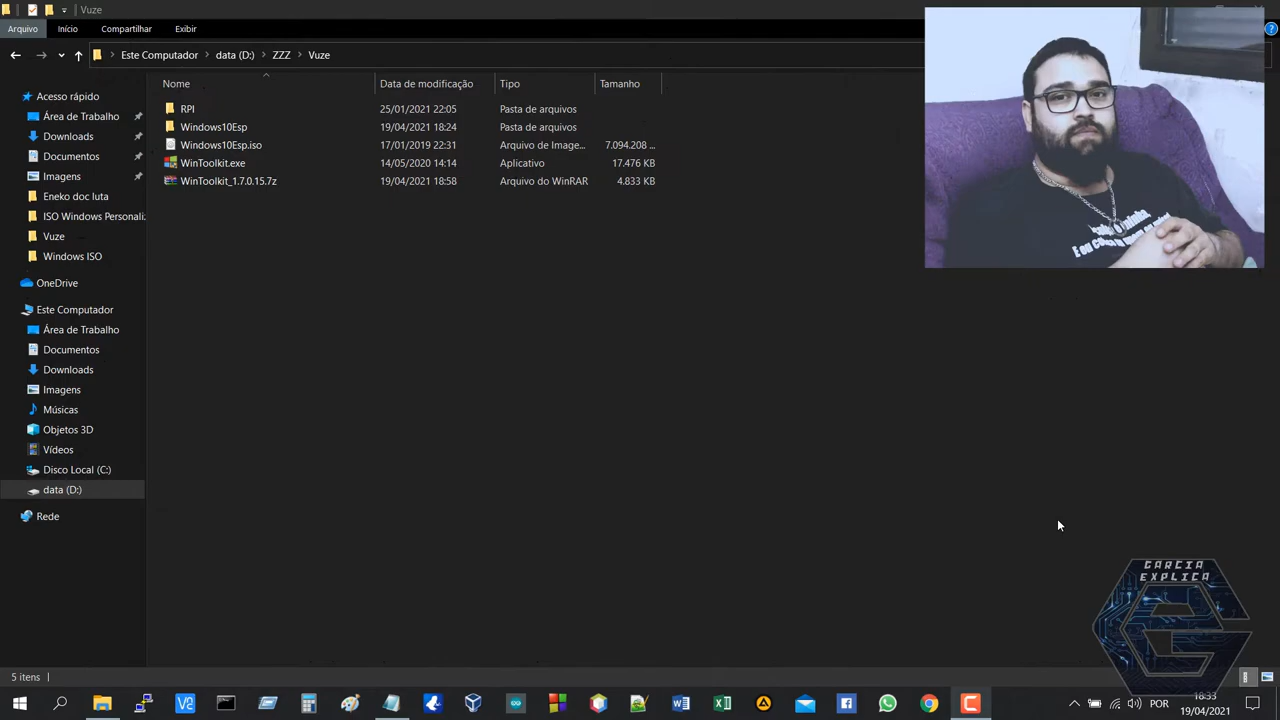 Vuze
Arquivo Início Compartilhar Exibir
Este Computador data (D:) ZZZ Vuze
Nome Data de modificação Tipo Tamanho
RPI 25/01/2021 22:05 Pasta de arquivos
Windows10Esp 19/04/2021 18:24 Pasta de arquivos
Windows10Esp.iso 17/01/2019 22:31 Arquivo de Image... 7.094.208 ...
WinToolkit.exe 14/05/2020 14:14 Aplicativo 17.476 KB
WinToolkit_1.7.0.15.7z 19/04/2021 18:58 Arquivo do WinRAR 4.833 KB
Acesso rápido
Área de Trabalho
Downloads
Documentos
Imagens
Eneko doc luta
ISO Windows Personali
Vuze
Windows ISO
OneDrive
Este Computador
Área de Trabalho
Documentos
Downloads
Imagens
Músicas
Objetos 3D
Vídeos
Disco Local (C:)
data (D:)
Rede
GARCIA
EXPLICA
5 itens
POR
18:33
19/04/2021